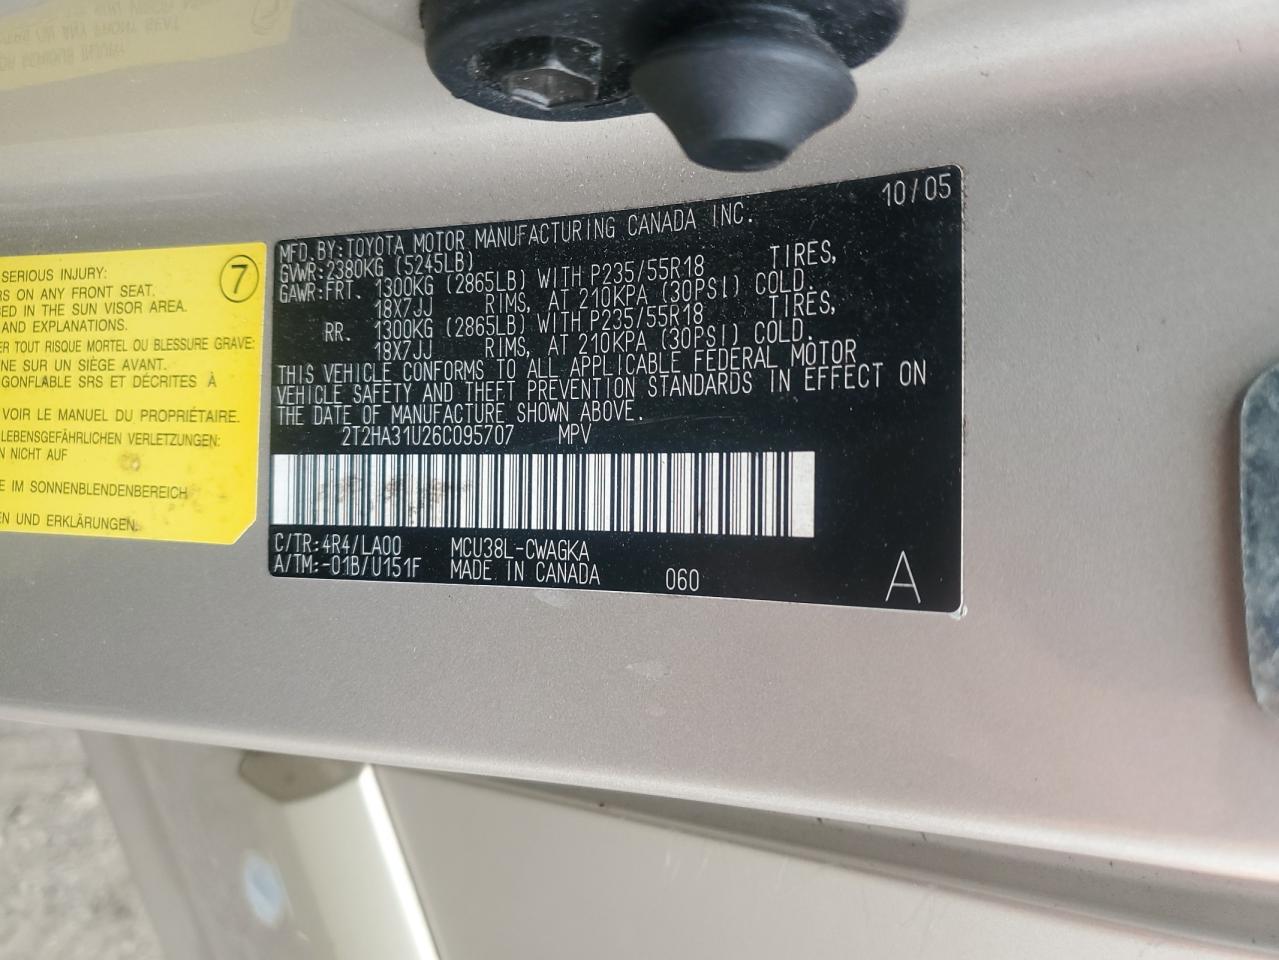 SERIOUS INJURY:
RS ON ANY FRONT SEAT.
SED IN THE SUN VISOR AREA.
AND EXPLANATIONS.
ER TOUT RISQUE MORTEL OU BLESSURE GRAVE:
NE SUR UN SIÈGE AVANT.
GONFLABLE SRS ET DÉCRITES À
VOIR LE MANUEL DU PROPRIÉTAIRE.
LEBENSGEFÄHRLICHEN VERLETZUNGEN:
EN NICHT AUF
E IM SONNENBLENDENBEREICH
EN UND ERKLÄRUNGEN.
7
10/05
MFD. BY: TOYOTA MOTOR MANUFACTURING CANADA INC.
GVWR: 2380KG (5245LB)
GAWR: FRT. 1300KG (2865LB) WITH P235/55R18 TIRES,
18X7JJ RIMS, AT 210KPA (30PSI) COLD.
RR. 1300KG (2865LB) WITH P235/55R18 TIRES,
18X7JJ RIMS, AT 210KPA (30PSI) COLD.
THIS VEHICLE CONFORMS TO ALL APPLICABLE FEDERAL MOTOR
VEHICLE SAFETY AND THEFT PREVENTION STANDARDS IN EFFECT ON
THE DATE OF MANUFACTURE SHOWN ABOVE.
2T2HA31U26C095707 MPV
C/TR: 4R4/LA00 MCU38L-CWAGKA
A/TM: -01B/U151F MADE IN CANADA 060 A